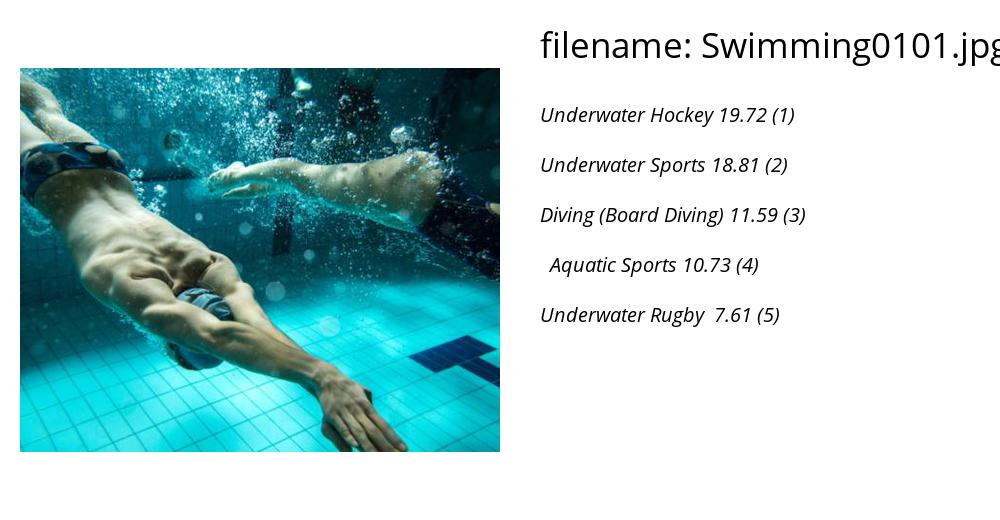 filename: Swimming0101.jpg
Underwater Hockey 19.72 (1)
Underwater Sports 18.81 (2)
Diving (Board Diving) 11.59 (3)
Aquatic Sports 10.73 (4)
Underwater Rugby 7.61 (5)